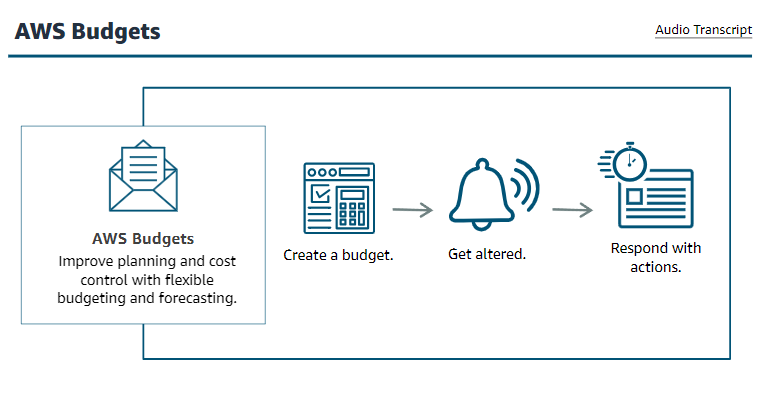 AWS Budgets
Audio Transcript
AWS Budgets
Improve planning and cost
control with flexible
budgeting and forecasting.
Create a budget.
Get altered.
Respond with
actions.